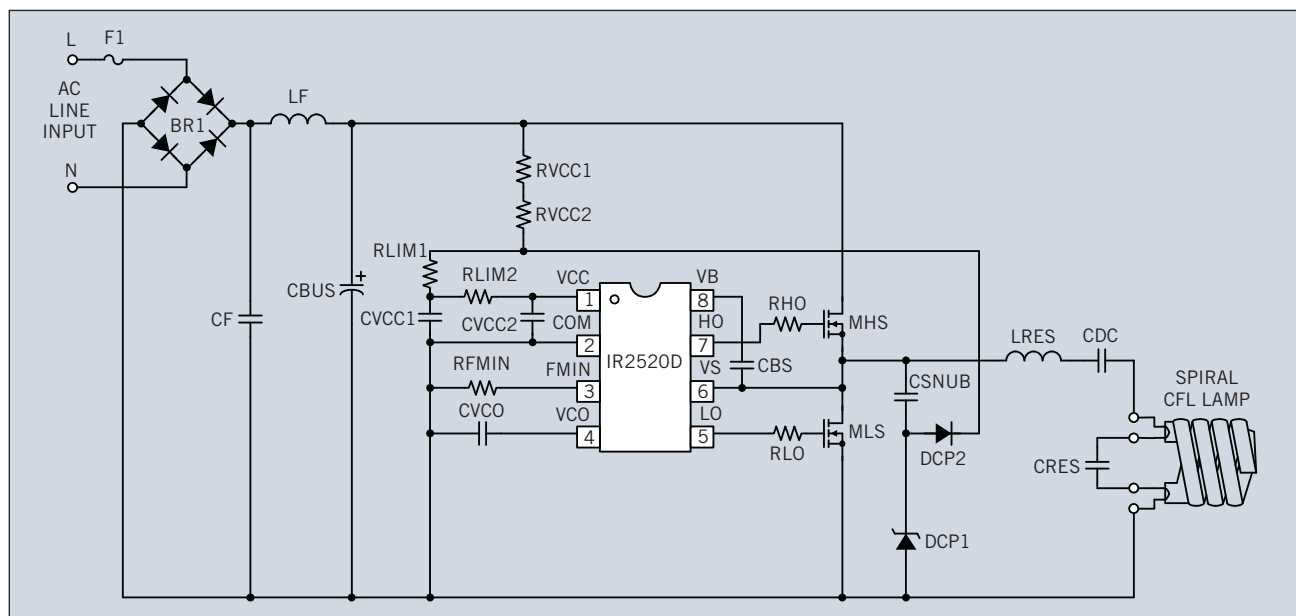 L
F1
AC
LINE
INPUT
BR1
N
LF
CF
CBUS
+
RVCC1
RVCC2
RLIM1
RLIM2
CVCC1
CVCC2
VCC
COM
RFMIN
FMIN
CVCO
VCO
1
2
3
4
IR2520D
8
7
6
5
VB
HO
VS
LO
RHO
CBS
RLO
MHS
MLS
CSNUB
DCP2
DCP1
LRES
CDC
CRES
SPIRAL
CFL LAMP